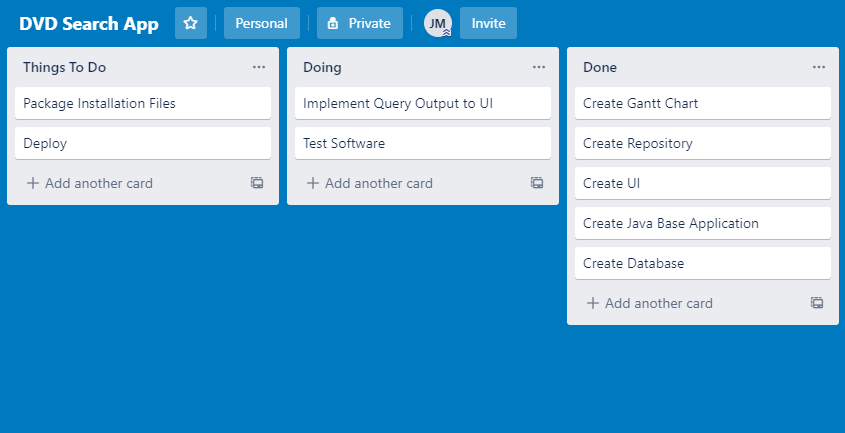 DVD Search App
Personal
Private
JM
Invite
Things To Do
Package Installation Files
Deploy
Add another card
Doing
Implement Query Output to UI
Test Software
Add another card
Done
Create Gantt Chart
Create Repository
Create UI
Create Java Base Application
Create Database
Add another card